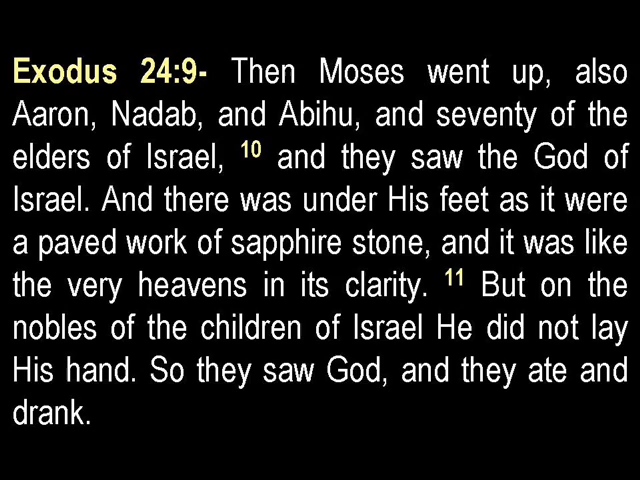 Exodus 24:9- Then Moses went up, also
Aaron, Nadab, and Abihu, and seventy of the
elders of Israel, 10 and they saw the God of
Israel. And there was under His feet as it were
a paved work of sapphire stone, and it was like
the very heavens in its clarity. 11 But on the
nobles of the children of Israel He did not lay
His hand. So they saw God, and they ate and
drank.